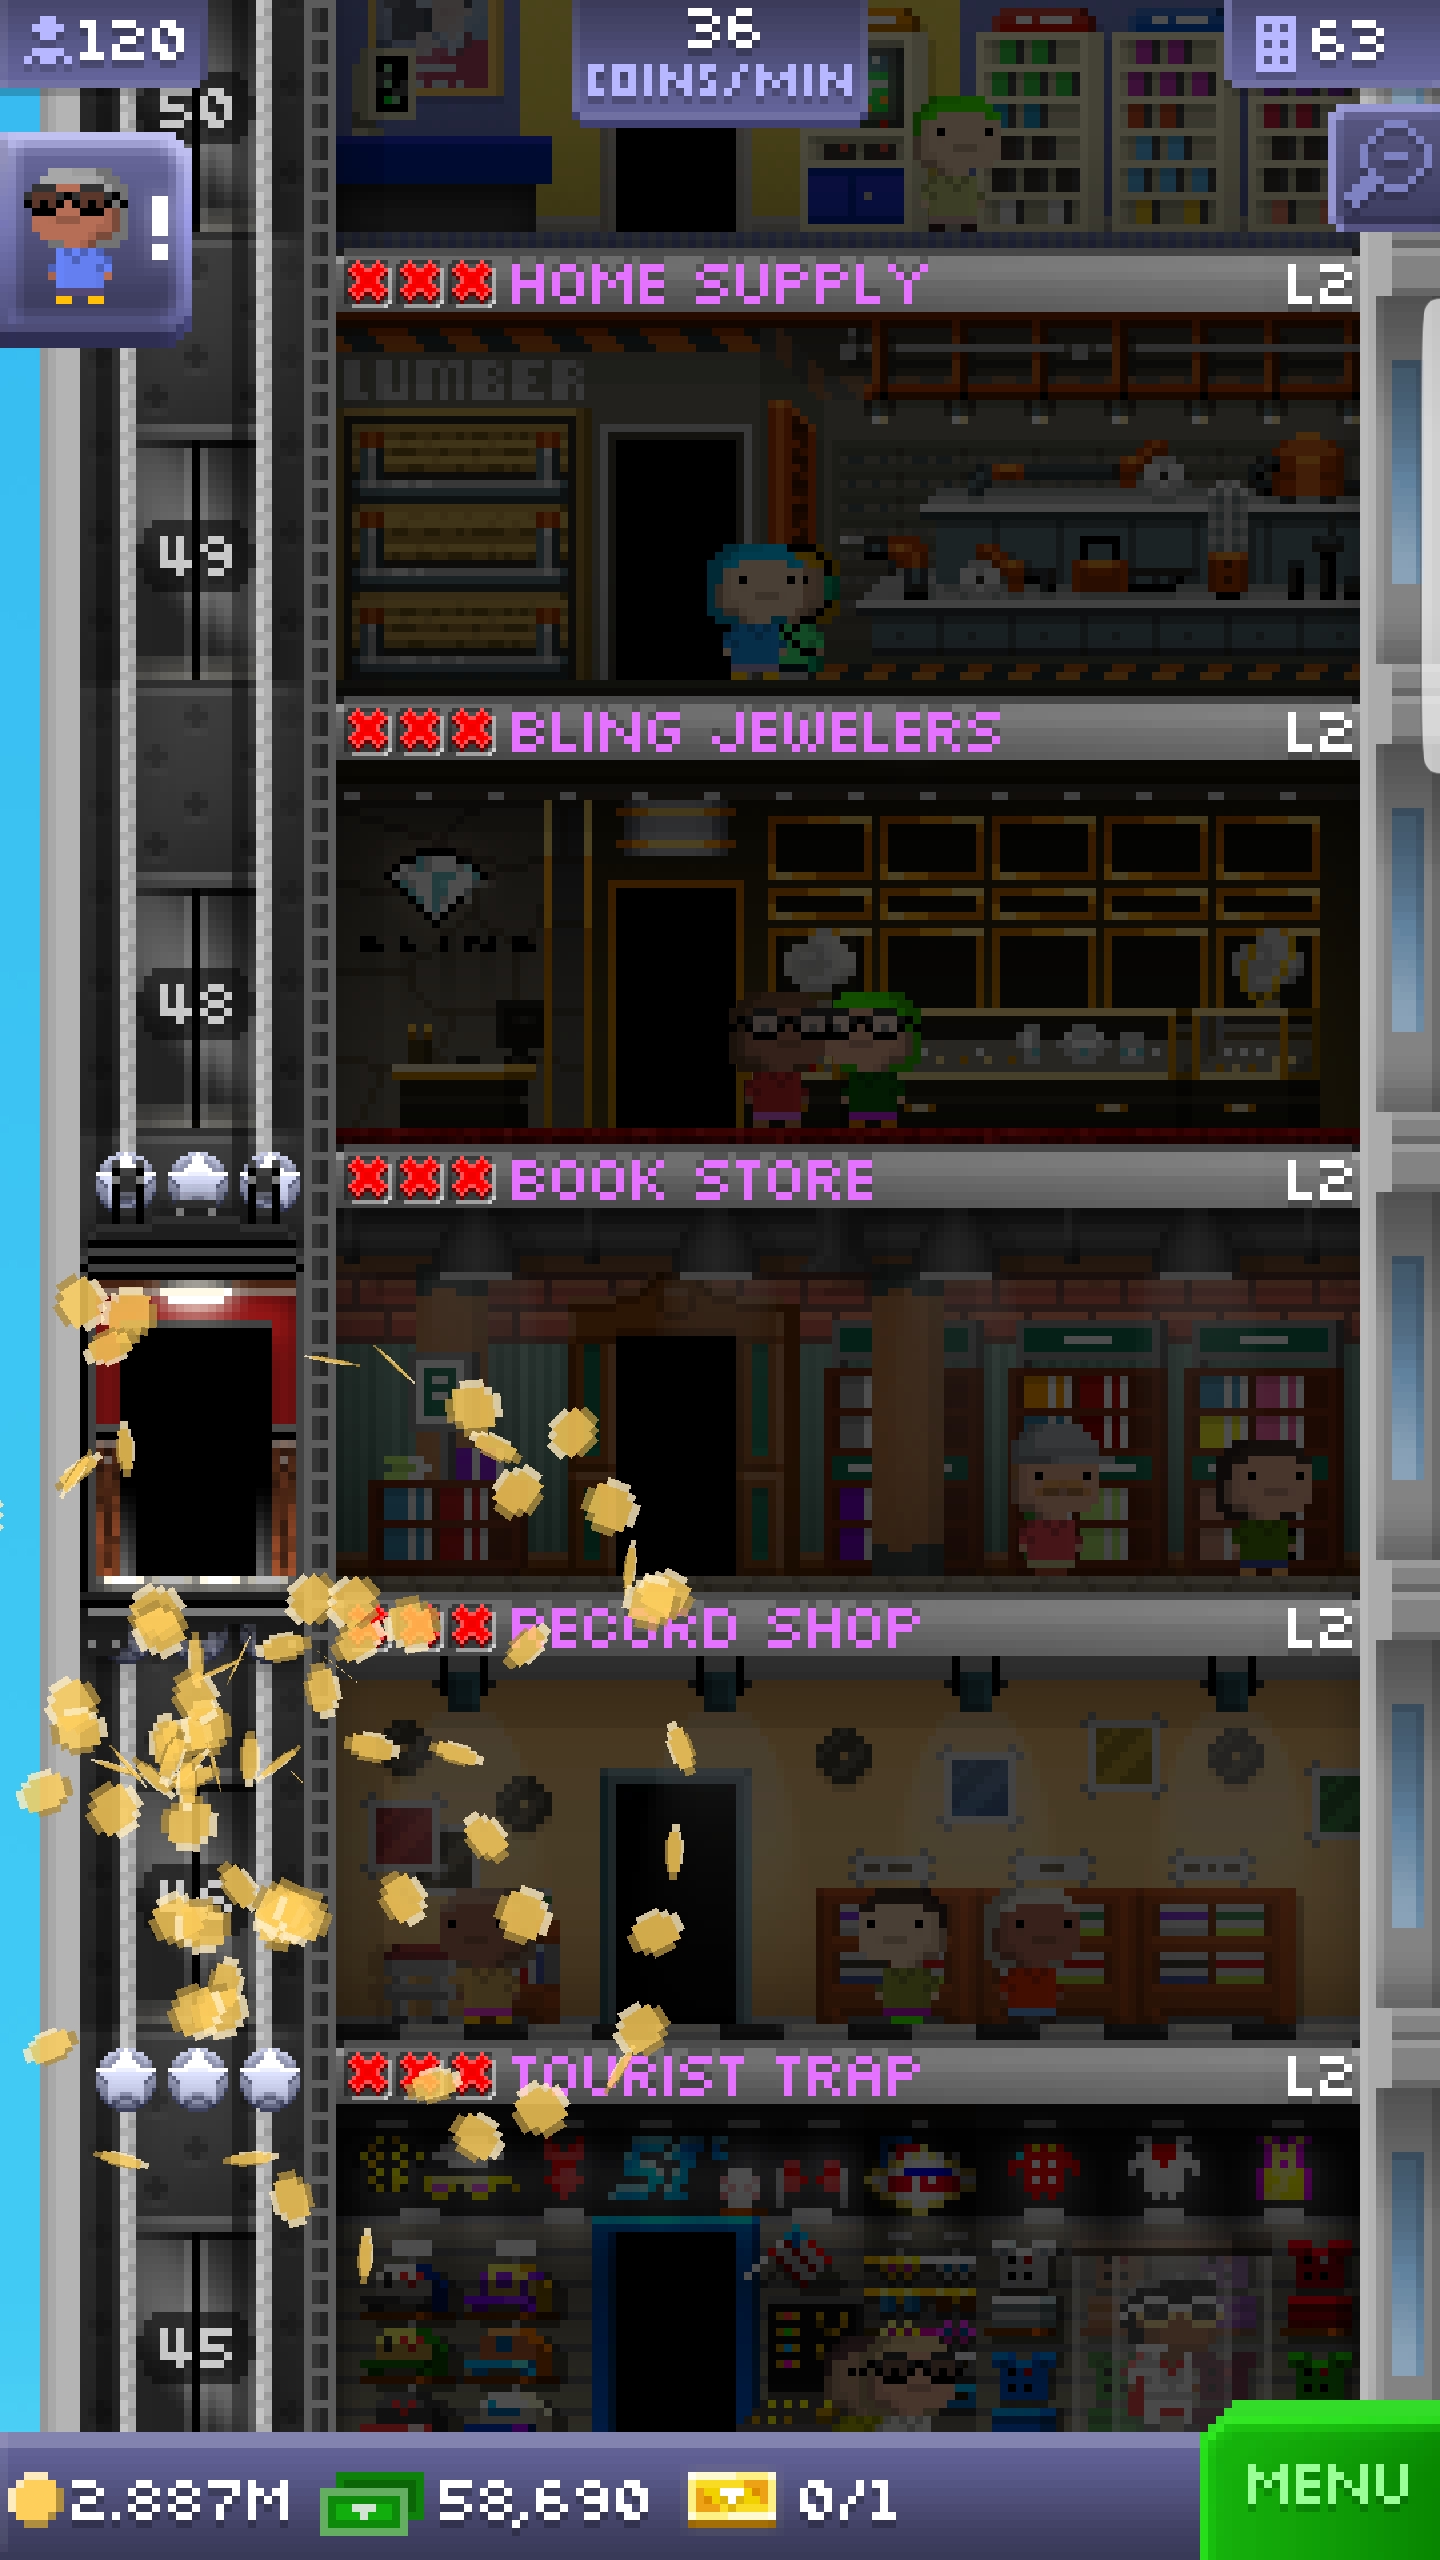 120
36
COINS/MIN
63
50
!
HOME SUPPLY L2
LUMBER
49
BLING JEWELERS L2
BLING
48
BOOK STORE L2
B
RECORD SHOP L2
TOURIST TRAP L2
45
2.887M 58,690 0/1
MENU